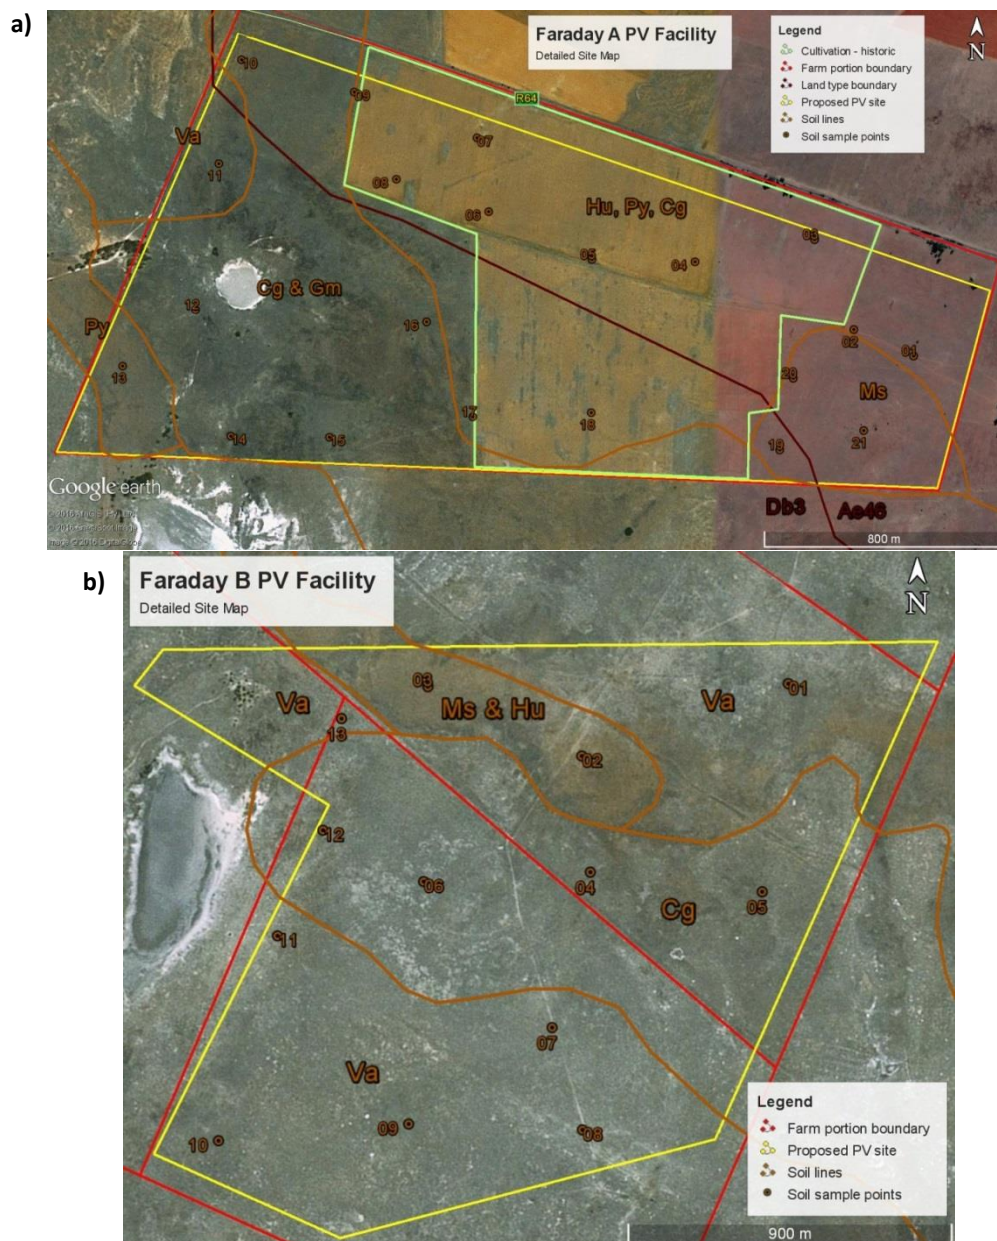 a)
Faraday A PV Facility
Detailed Site Map
Legend
Cultivation - historic
Farm portion boundary
Land type boundary
Proposed PV site
Soil lines
Soil sample points
N
R64
10
09
Va
07
11
08
06
Hu, Py, Cg
03
05
04
Cg & Gm
12
16
Py
02
01
13
20
Ms
17
18
14
15
19
21
Google earth
Db3
Ae46
800 m
b)
Faraday B PV Facility
Detailed Site Map
N
03
Va
Ms & Hu
Va
01
13
02
12
06
04
Cg
05
11
07
Va
10
09
08
Legend
Farm portion boundary
Proposed PV site
Soil lines
Soil sample points
900 m